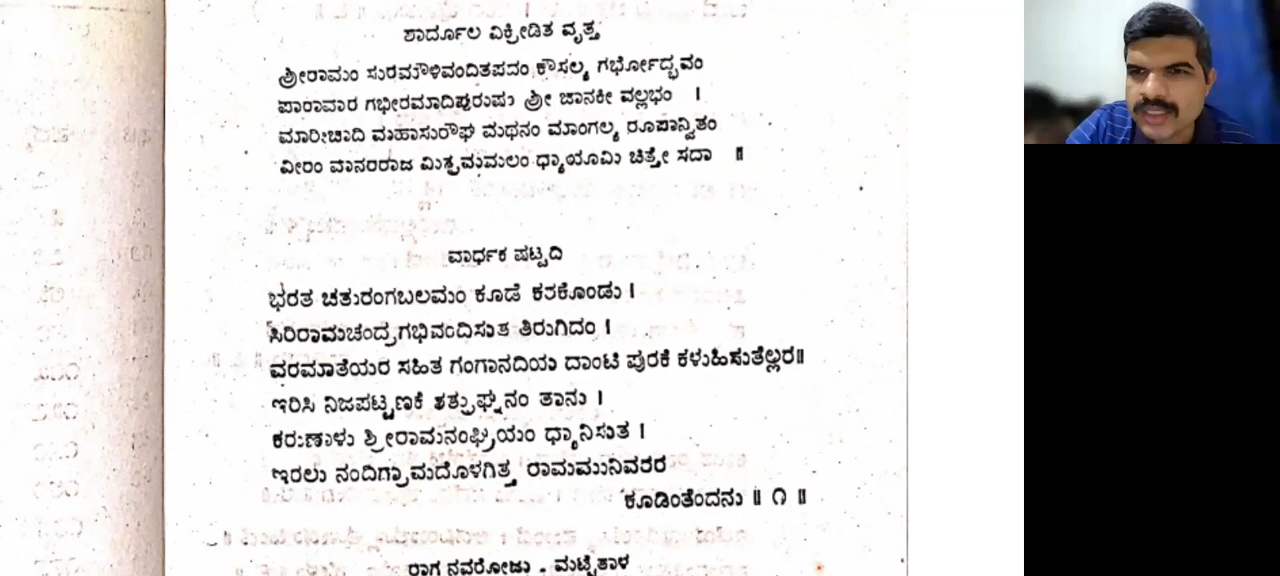 ಶಾರ್ದೂಲ ವಿಕ್ರೀಡಿತ ವೃತ್ತ
ಶ್ರೀರಾಮಂ ಸುರಮೌಳಿವಂದಿತಪದಂ ಕೌಸಲ್ಯ ಗರ್ಭೋದ್ಭವಂ
ಪಾರಾವಾರ ಗಭೀರಮಾದಿಪುರುಷಂ ಶ್ರೀ ಜಾನಕೀ ವಲ್ಲಭಂ ।
ಮಾರೀಚಾದಿ ಮಹಾಸುರೌಘ ಮಥನಂ ಮಾಂಗಲ್ಯ ರೂಪಾನ್ವಿತಂ
ವೀರಂ ವಾನರರಾಜ ಮಿತ್ರಮಮಲಂ ಧ್ಯಾಯಾಮಿ ಚಿತ್ತೇ ಸದಾ ॥
ವಾರ್ಧಕ ಷಟ್ಪದಿ
ಭರತ ಚತುರಂಗಬಲಮಂ ಕೂಡೆ ಕರಕೊಂಡು ।
ಸಿರಿರಾಮಚಂದ್ರಗಭಿವಂದಿಸುತ ತಿರುಗಿದಂ ।
ವರಮಾತೆಯರ ಸಹಿತ ಗಂಗಾನದಿಯ ದಾಂಟಿ ಪುರಕೆ ಕಳುಹಿಸುತೆಲ್ಲರ॥
ಇರಿಸಿ ನಿಜಪಟ್ಟಣಕೆ ಶತ್ರುಘ್ನನಂ ತಾನು ।
ಕರುಣಾಳು ಶ್ರೀರಾಮನಂಘ್ರಿಯಂ ಧ್ಯಾನಿಸುತ ।
ಇರಲು ನಂದಿಗ್ರಾಮದೊಳಗಿತ್ತ ರಾಮಮುನಿವರರ
ಕೂಡಿಂತೆಂದನು ॥ ೧ ॥
ರಾಗ ನವರೋಜು - ಮಟ್ಟೆತಾಳ